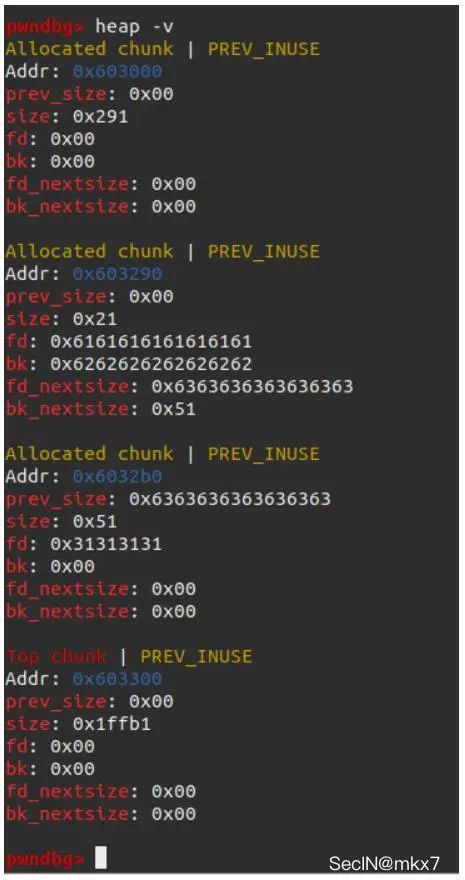 pwndbg> heap -v
Allocated chunk | PREV_INUSE
Addr: 0x603000
prev_size: 0x00
size: 0x291
fd: 0x00
bk: 0x00
fd_nextsize: 0x00
bk_nextsize: 0x00
Allocated chunk | PREV_INUSE
Addr: 0x603290
prev_size: 0x00
size: 0x21
fd: 0x6161616161616161
bk: 0x6262626262626262
fd_nextsize: 0x6363636363636363
bk_nextsize: 0x51
Allocated chunk | PREV_INUSE
Addr: 0x6032b0
prev_size: 0x6363636363636363
size: 0x51
fd: 0x31313131
bk: 0x00
fd_nextsize: 0x00
bk_nextsize: 0x00
Top chunk | PREV_INUSE
Addr: 0x603300
prev_size: 0x00
size: 0x1ffb1
fd: 0x00
bk: 0x00
fd_nextsize: 0x00
bk_nextsize: 0x00
pwndbg>
SecIN@mkx7